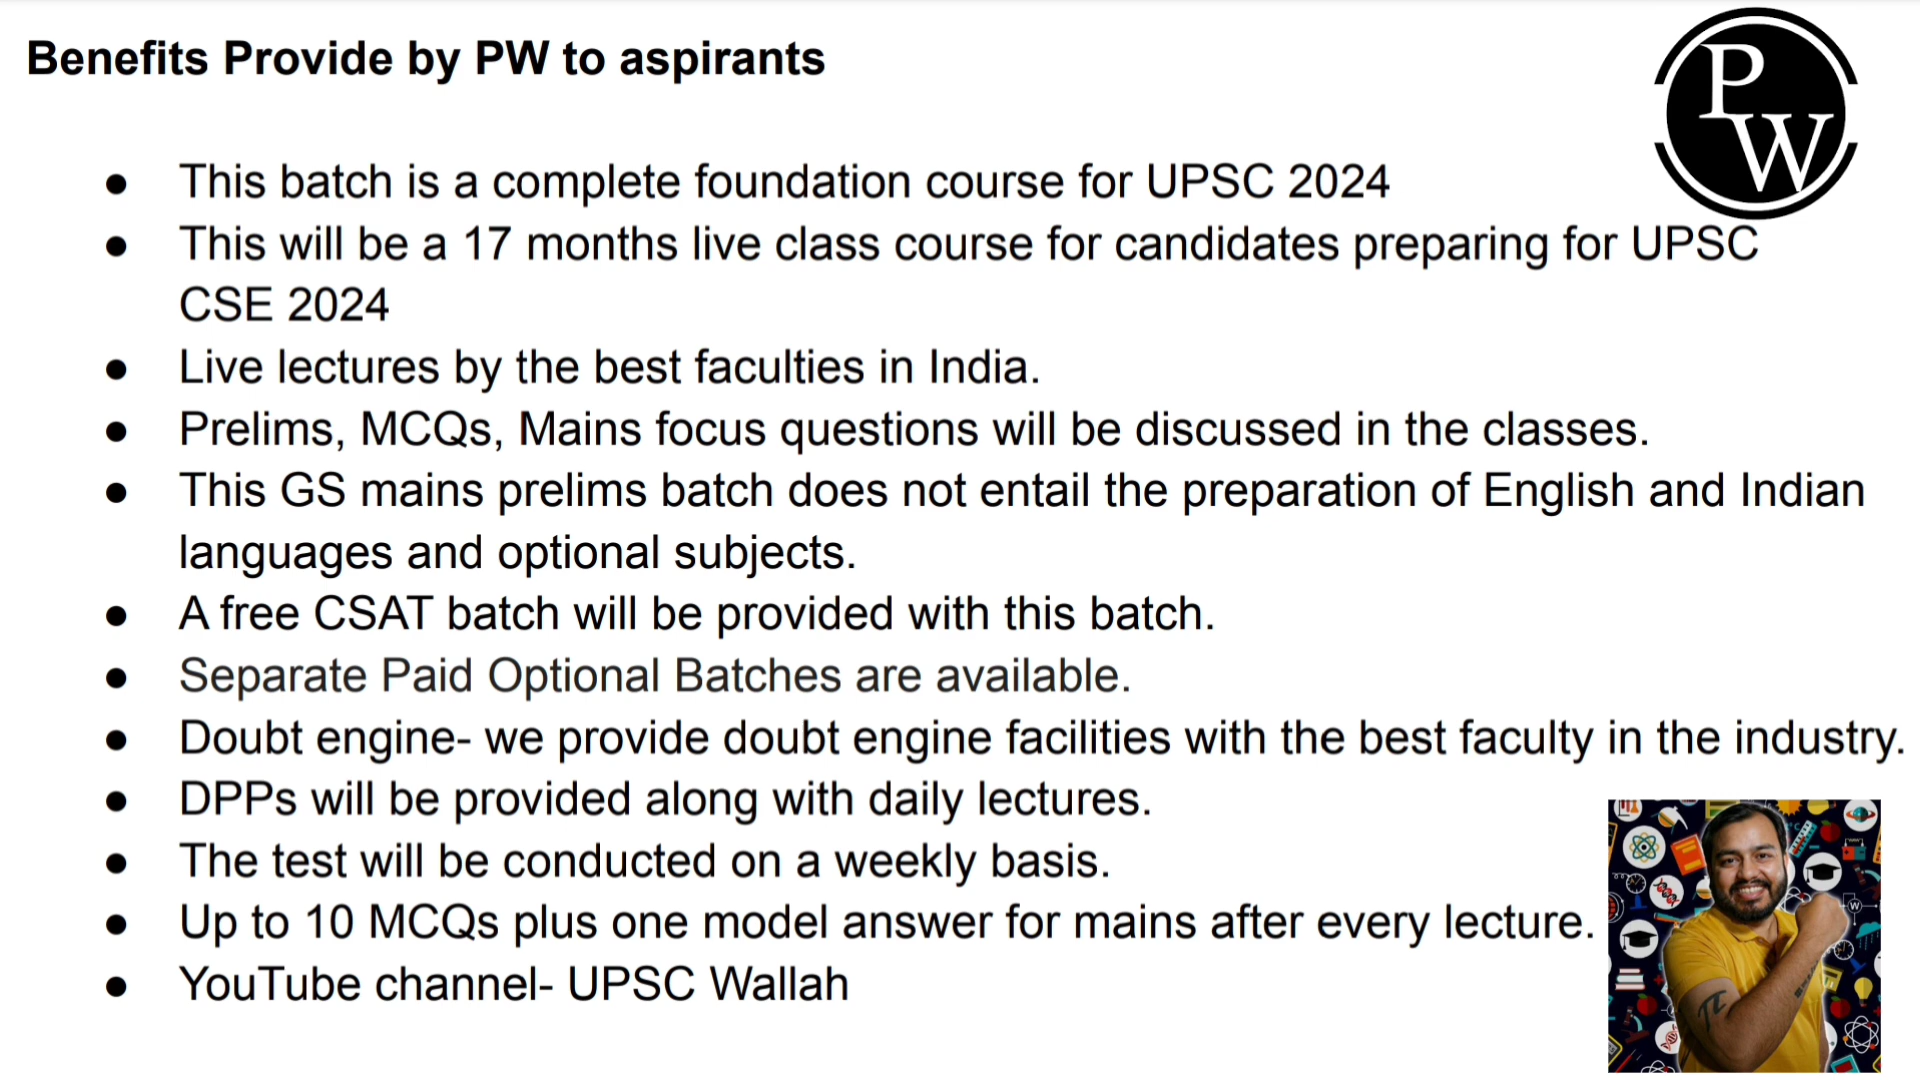 Benefits Provide by PW to aspirants
PW
● This batch is a complete foundation course for UPSC 2024
● This will be a 17 months live class course for candidates preparing for UPSC
CSE 2024
● Live lectures by the best faculties in India.
● Prelims, MCQs, Mains focus questions will be discussed in the classes.
● This GS mains prelims batch does not entail the preparation of English and Indian
languages and optional subjects.
● A free CSAT batch will be provided with this batch.
● Separate Paid Optional Batches are available.
● Doubt engine- we provide doubt engine facilities with the best faculty in the industry.
● DPPs will be provided along with daily lectures.
● The test will be conducted on a weekly basis.
● Up to 10 MCQs plus one model answer for mains after every lecture.
● YouTube channel- UPSC Wallah